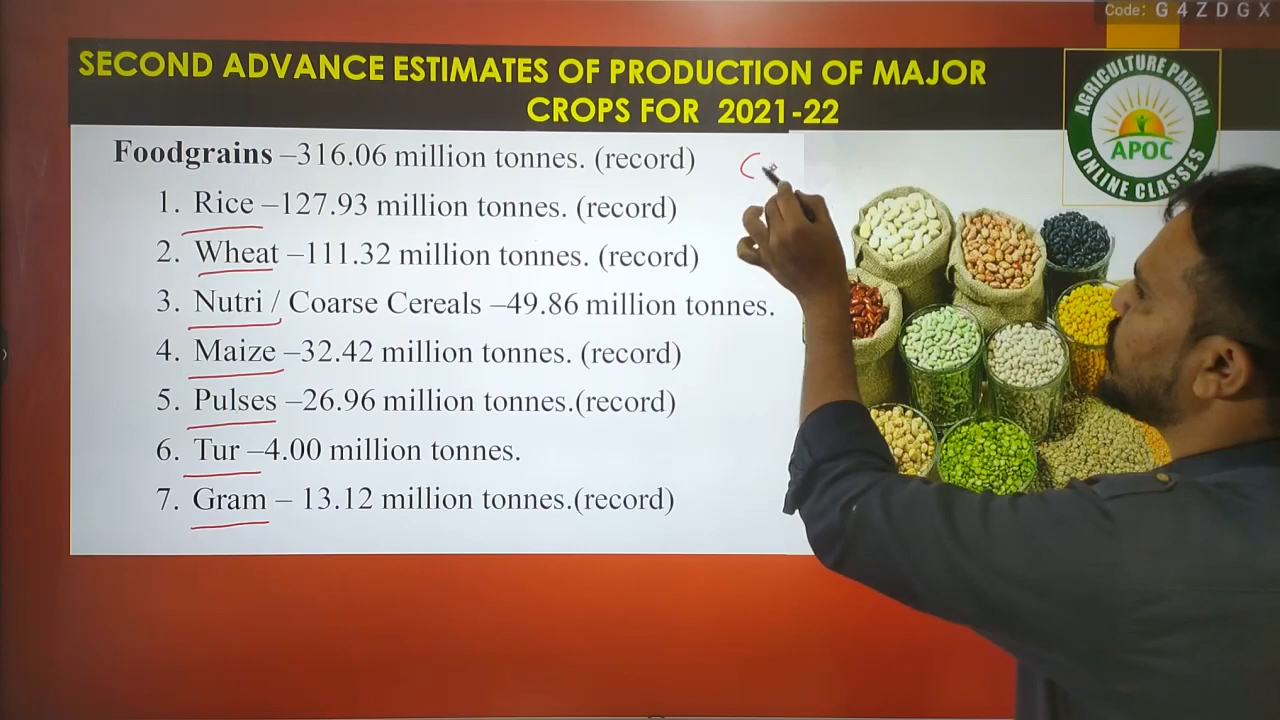 Code: G 4 Z D G X
SECOND ADVANCE ESTIMATES OF PRODUCTION OF MAJOR
CROPS FOR 2021-22
AGRICULTURE PADHAI
APOC
ONLINE CLASSES
Foodgrains –316.06 million tonnes. (record)
1. Rice –127.93 million tonnes. (record)
2. Wheat –111.32 million tonnes. (record)
3. Nutri / Coarse Cereals –49.86 million tonnes.
4. Maize –32.42 million tonnes. (record)
5. Pulses –26.96 million tonnes.(record)
6. Tur –4.00 million tonnes.
7. Gram – 13.12 million tonnes.(record)